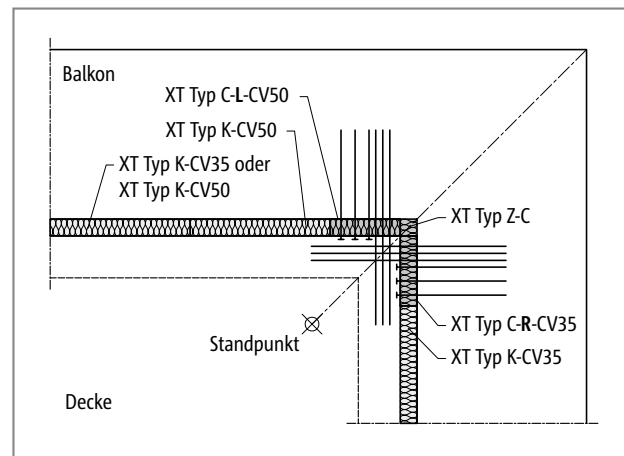 Balkon
XT Typ C-L-CV50
XT Typ K-CV50
XT Typ K-CV35 oder
XT Typ K-CV50
XT Typ Z-C
XT Typ C-R-CV35
XT Typ K-CV35
Standpunkt
Decke